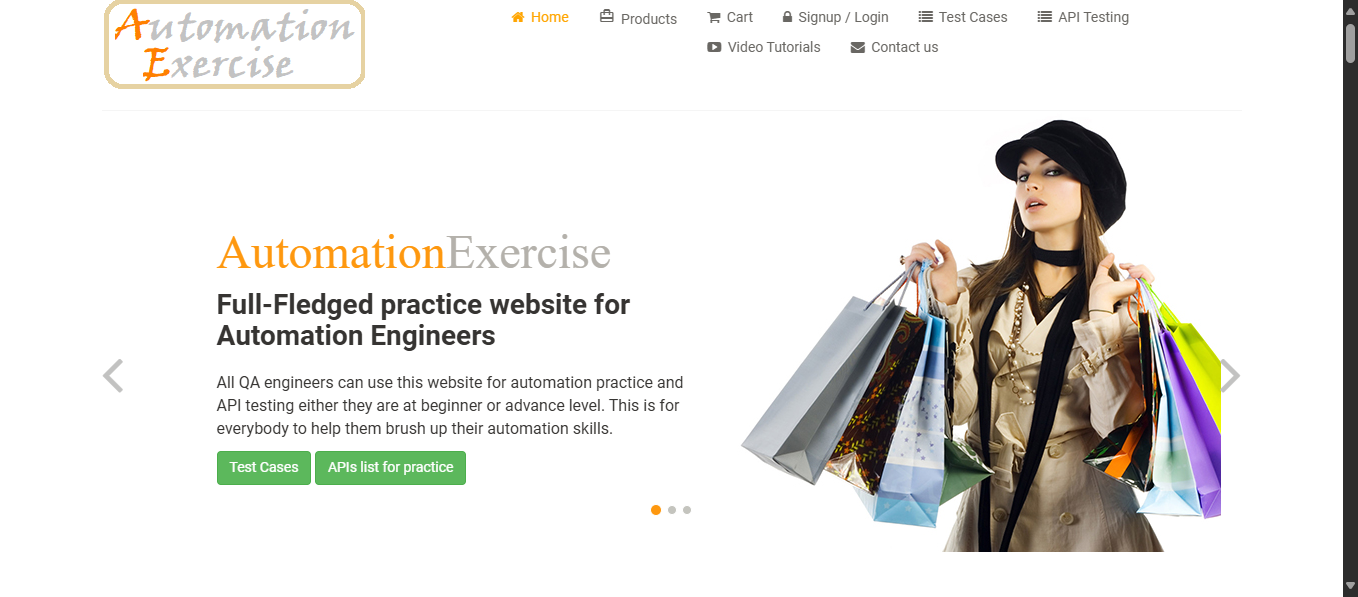 Automation
Exercise
Home Products Cart Signup / Login Test Cases API Testing
Video Tutorials Contact us
AutomationExercise
Full-Fledged practice website for
Automation Engineers
All QA engineers can use this website for automation practice and
API testing either they are at beginner or advance level. This is for
everybody to help them brush up their automation skills.
Test Cases APIs list for practice